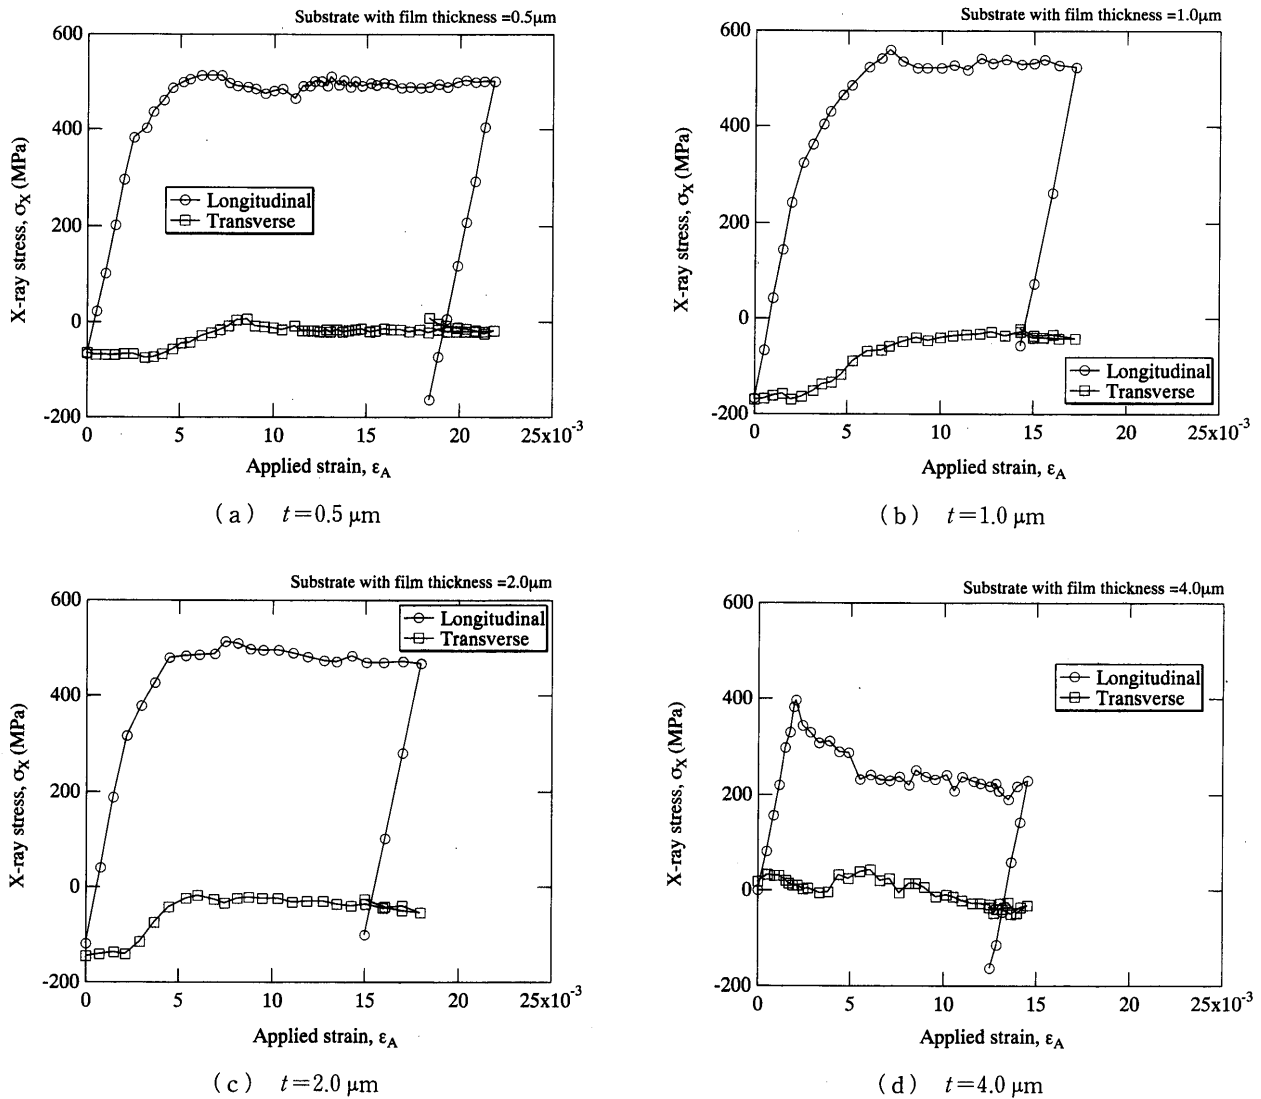 Substrate with film thickness =0.5μm
600
400
200
0
-200
X-ray stress, σX (MPa)
Longitudinal
Transverse
0 5 10 15 20 25x10-3
Applied strain, εA
(a) t=0.5 μm
Substrate with film thickness =1.0μm
600
400
200
0
-200
X-ray stress, σX (MPa)
Longitudinal
Transverse
0 5 10 15 20 25x10-3
Applied strain, εA
(b) t=1.0 μm
Substrate with film thickness =2.0μm
600
400
200
0
-200
X-ray stress, σX (MPa)
Longitudinal
Transverse
0 5 10 15 20 25x10-3
Applied strain, εA
(c) t=2.0 μm
Substrate with film thickness =4.0μm
600
400
200
0
-200
X-ray stress, σX (MPa)
Longitudinal
Transverse
0 5 10 15 20 25x10-3
Applied strain, εA
(d) t=4.0 μm